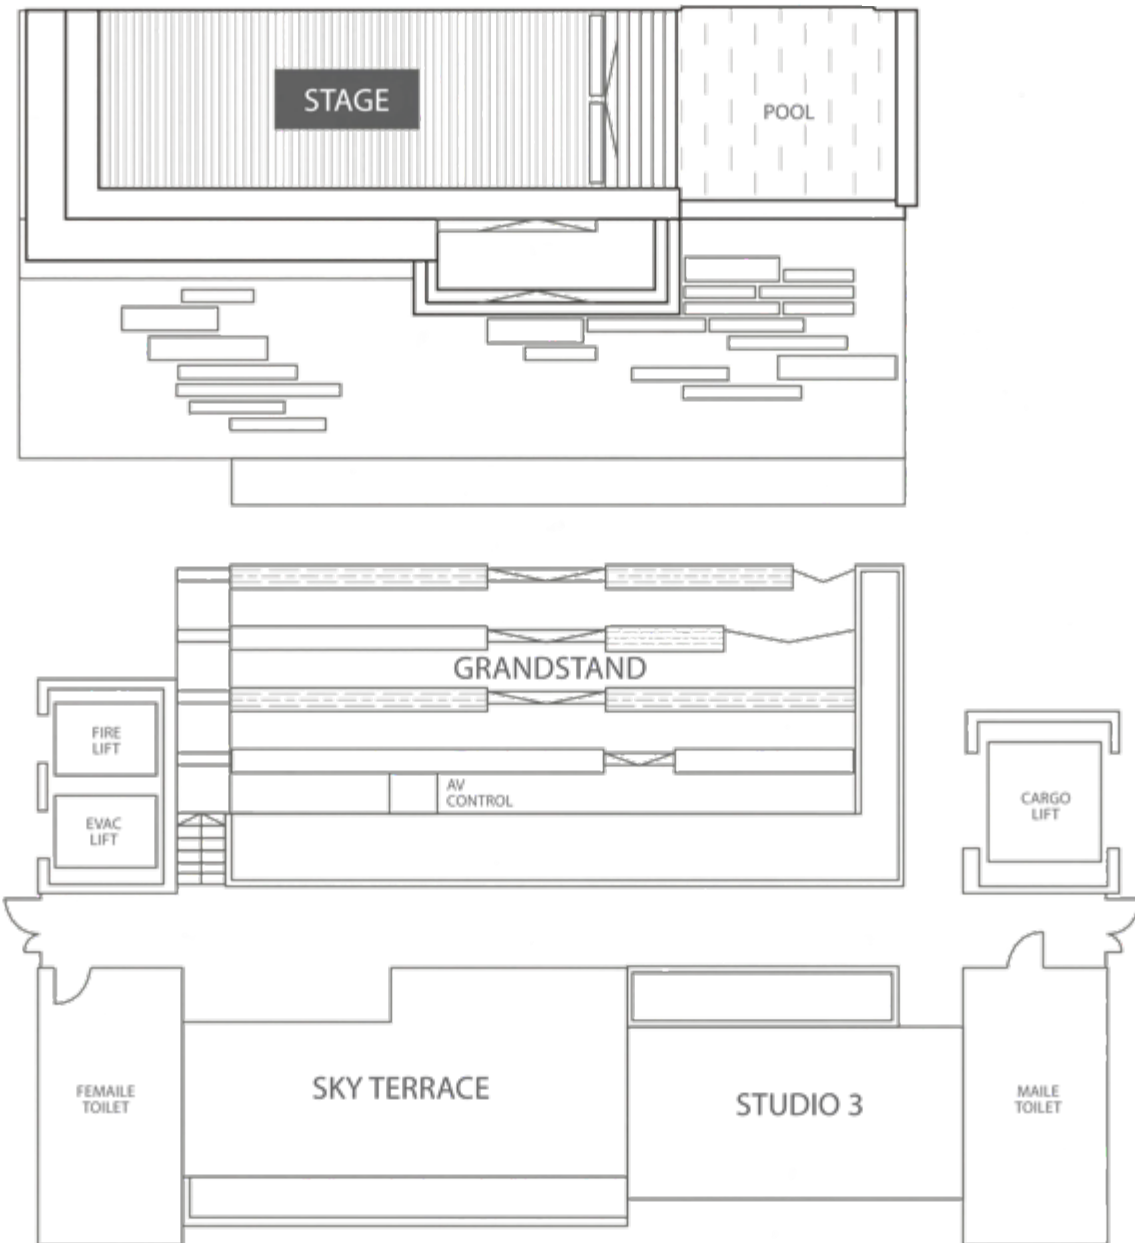 STAGE
POOL
GRANDSTAND
FIRE
LIFT
AV
CONTROL
EVAC
LIFT
CARGO
LIFT
FEMAILE
TOILET
SKY TERRACE
STUDIO 3
MAILE
TOILET